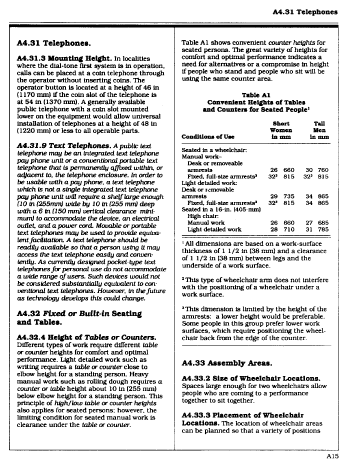 A4.31 Telephones
A4.31 Telephones.
A4.31.3 Mounting Height. In localities
where the dial-tone first system is in operation,
calls can be placed at a coin telephone through
the operator without inserting coins. The
operator button is located at a height of 46 in
(1170 mm) if the coin slot of the telephone is
at 54 in (1370 mm). A generally available
public telephone with a coin slot mounted
lower on the equipment would allow universal
installation of telephones at a height of 48 in
(1220 mm) or less to all operable parts.
A4.31.9 Text Telephones. A public text
telephone may be an integrated text telephone
pay phone unit or a conventional portable text
telephone that is permanently affixed within, or
adjacent to, the telephone enclosure. In order to
be usable with a pay phone, a text telephone
which is not a single integrated text telephone
pay phone unit will require a shelf large enough
(10 in (255mm) wide by 10 in (255 mm) deep
with a 6 in (150 mm) vertical clearance mini-
mum) to accommodate the device, an electrical
outlet, and a power cord. Movable or portable
text telephones may be used to provide equiva-
lent facilitation. A text telephone should be
readily available so that a person using it may
access the text telephone easily and conven-
iently. As currently designed pocket-type text
telephones for personal use do not accommodate
a wide range of users. Such devices would not
be considered substantially equivalent to con-
ventional text telephones. However, in the future
as technology develops this could change.
A4.32 Fixed or Built-in Seating
and Tables.
A4.32.4 Height of Tables or Counters.
Different types of work require different table
or counter heights for comfort and optimal
performance. Light detailed work such as
writing requires a table or counter close to
elbow height for a standing person. Heavy
manual work such as rolling dough requires a
counter or table height about 10 in (255 mm)
below elbow height for a standing person. This
principle of high/low table or counter heights
also applies for seated persons; however, the
limiting condition for seated manual work is
clearance under the table or counter.
Table A1 shows convenient counter heights for
seated persons. The great variety of heights for
comfort and optimal performance indicates a
need for alternatives or a compromise in height
if people who stand and people who sit will be
using the same counter area.
Table A1
Convenient Heights of Tables
and Counters for Seated People¹
Short Tall
Women Men
Conditions of Use in mm in mm
Seated in a wheelchair:
Manual work-
Desk or removeable
armrests 26 660 30 760
Fixed, full-size armrests² 32³ 815 32³ 815
Light detailed work:
Desk or removable
armrests 29 735 34 865
Fixed, full-size armrests² 32³ 815 34 865
Seated in a 16-in. (405-mm)
High chair:
Manual work 26 660 27 685
Light detailed work 28 710 31 785
¹ All dimensions are based on a work-surface
thickness of 1 1/2 in (38 mm) and a clearance
of 1 1/2 in (38 mm) between legs and the
underside of a work surface.
² This type of wheelchair arm does not interfere
with the positioning of a wheelchair under a
work surface.
³ This dimension is limited by the height of the
armrests: a lower height would be preferable.
Some people in this group prefer lower work
surfaces, which require positioning the wheel-
chair back from the edge of the counter.
A4.33 Assembly Areas.
A4.33.2 Size of Wheelchair Locations.
Spaces large enough for two wheelchairs allow
people who are coming to a performance
together to sit together.
A4.33.3 Placement of Wheelchair
Locations. The location of wheelchair areas
can be planned so that a variety of positions
A15